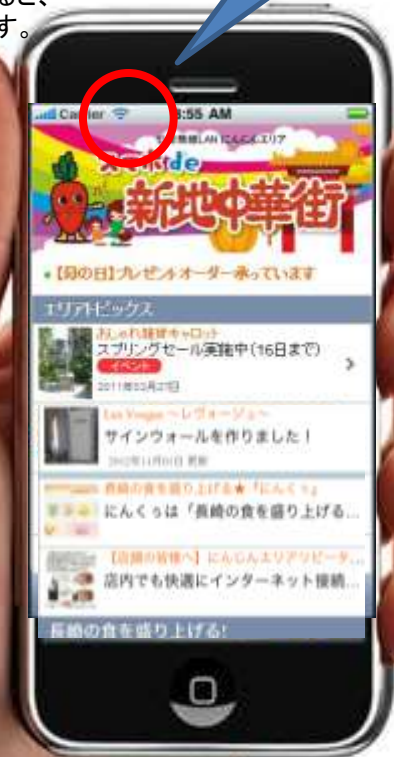 す。
Carrier
:55 AM
無線LAN にんじんエリア
スマホde
新地中華街
・【母の日】プレゼントオーダー承っています
エリアトピックス
おしゃれ雑貨キャロット
スプリングセール実施中(16日まで)
イベント
Les Vosges ~レヴォージュ~
サインウォールを作りました!
長崎の食を盛り上げる★『にんくぅ』
にんくぅは「長崎の食を盛り上げる...
【店舗の皆様へ】にんじんエリアリピータ...
店内でも快適にインターネット接続...
長崎の食を盛り上げる!